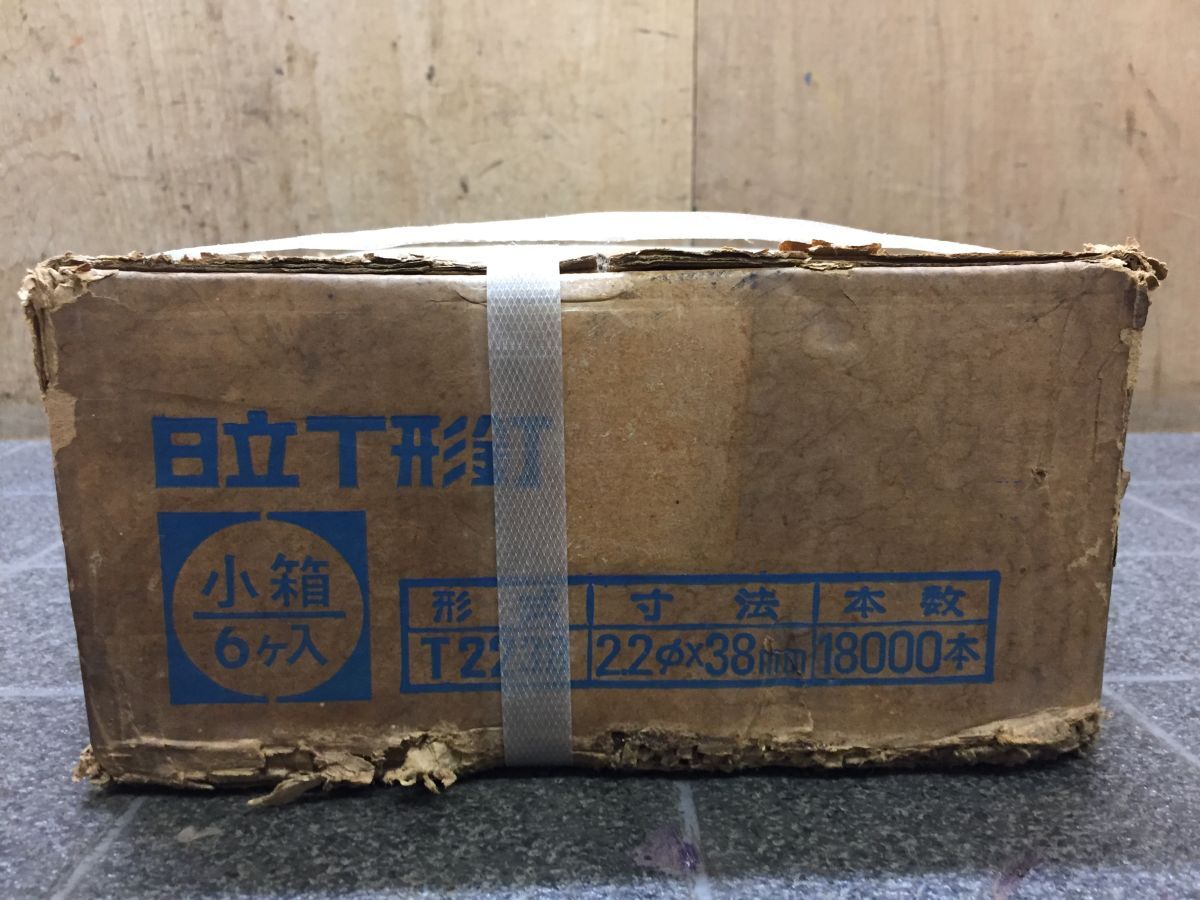 日立T形釘
小箱
6ヶ入
形 寸法 本数
T22 2.2φ×38mm 18000本